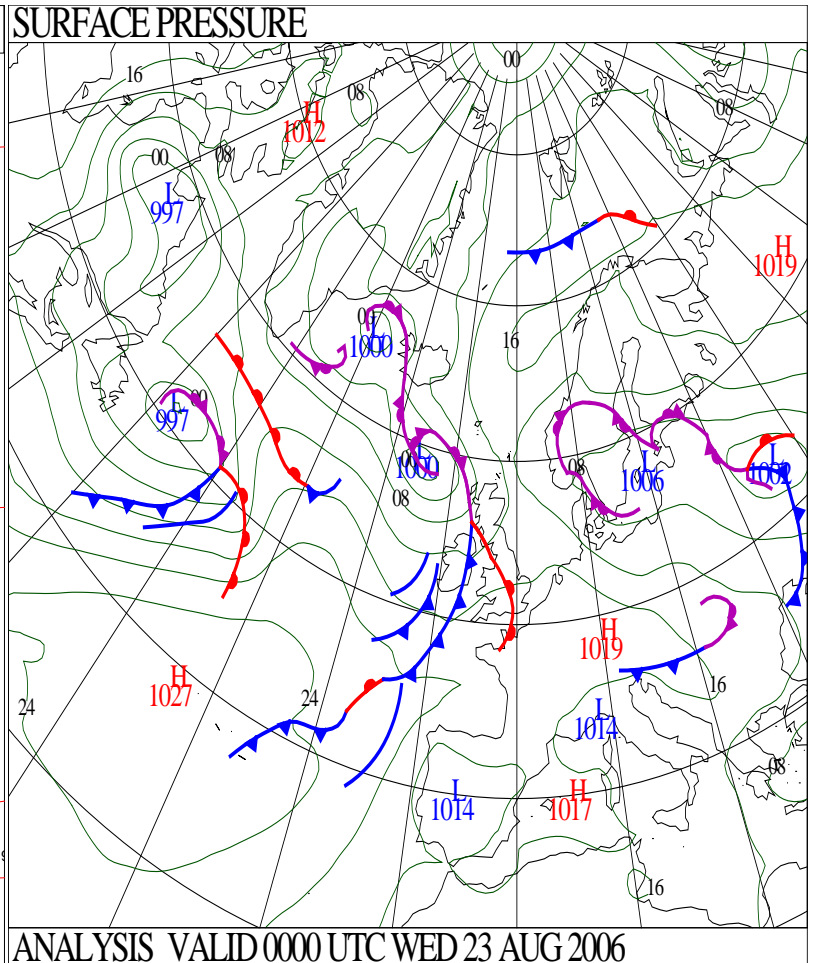 SURFACE PRESSURE
00
16
08
08
H
1012
00
08
L
997
H
1019
16
L
1000
00
L
997
L
1000
08
08
L
1006
L
1002
H
1019
H
1027
24
24
16
L
1014
08
L
1014
H
1017
16
ANALYSIS VALID 0000 UTC WED 23 AUG 2006